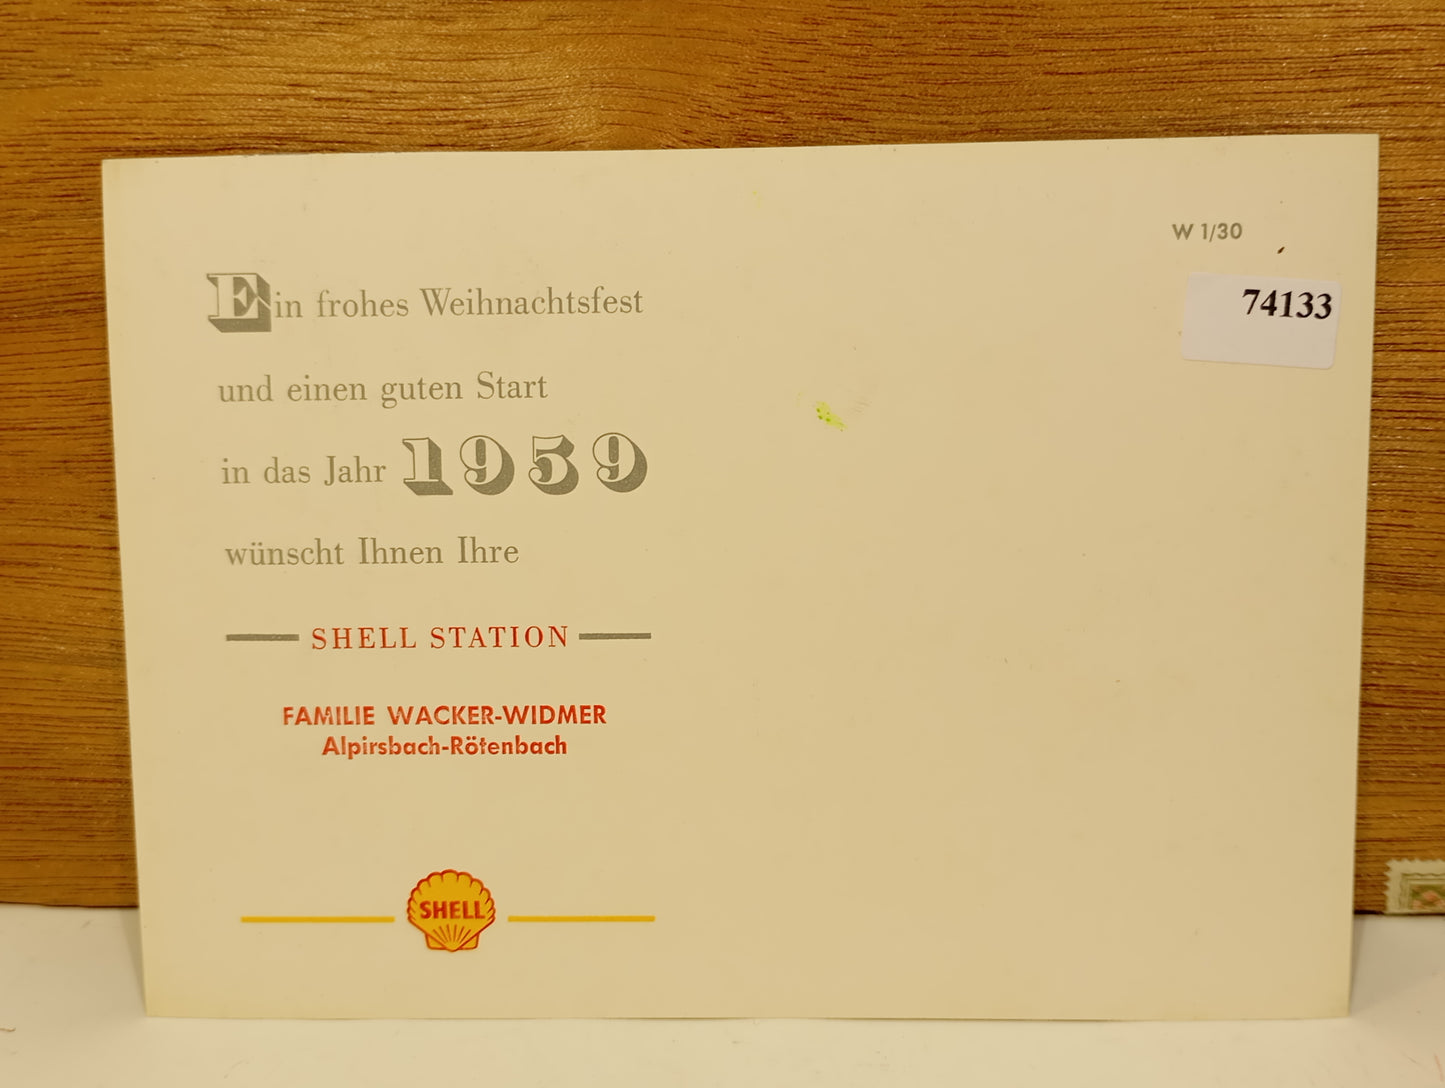 W 1/30
74133
Ein frohes Weihnachtsfest
und einen guten Start
in das Jahr 1959
wünscht Ihnen Ihre
SHELL STATION
FAMILIE WACKER-WIDMER
Alpirsbach-Rötenbach
SHELL